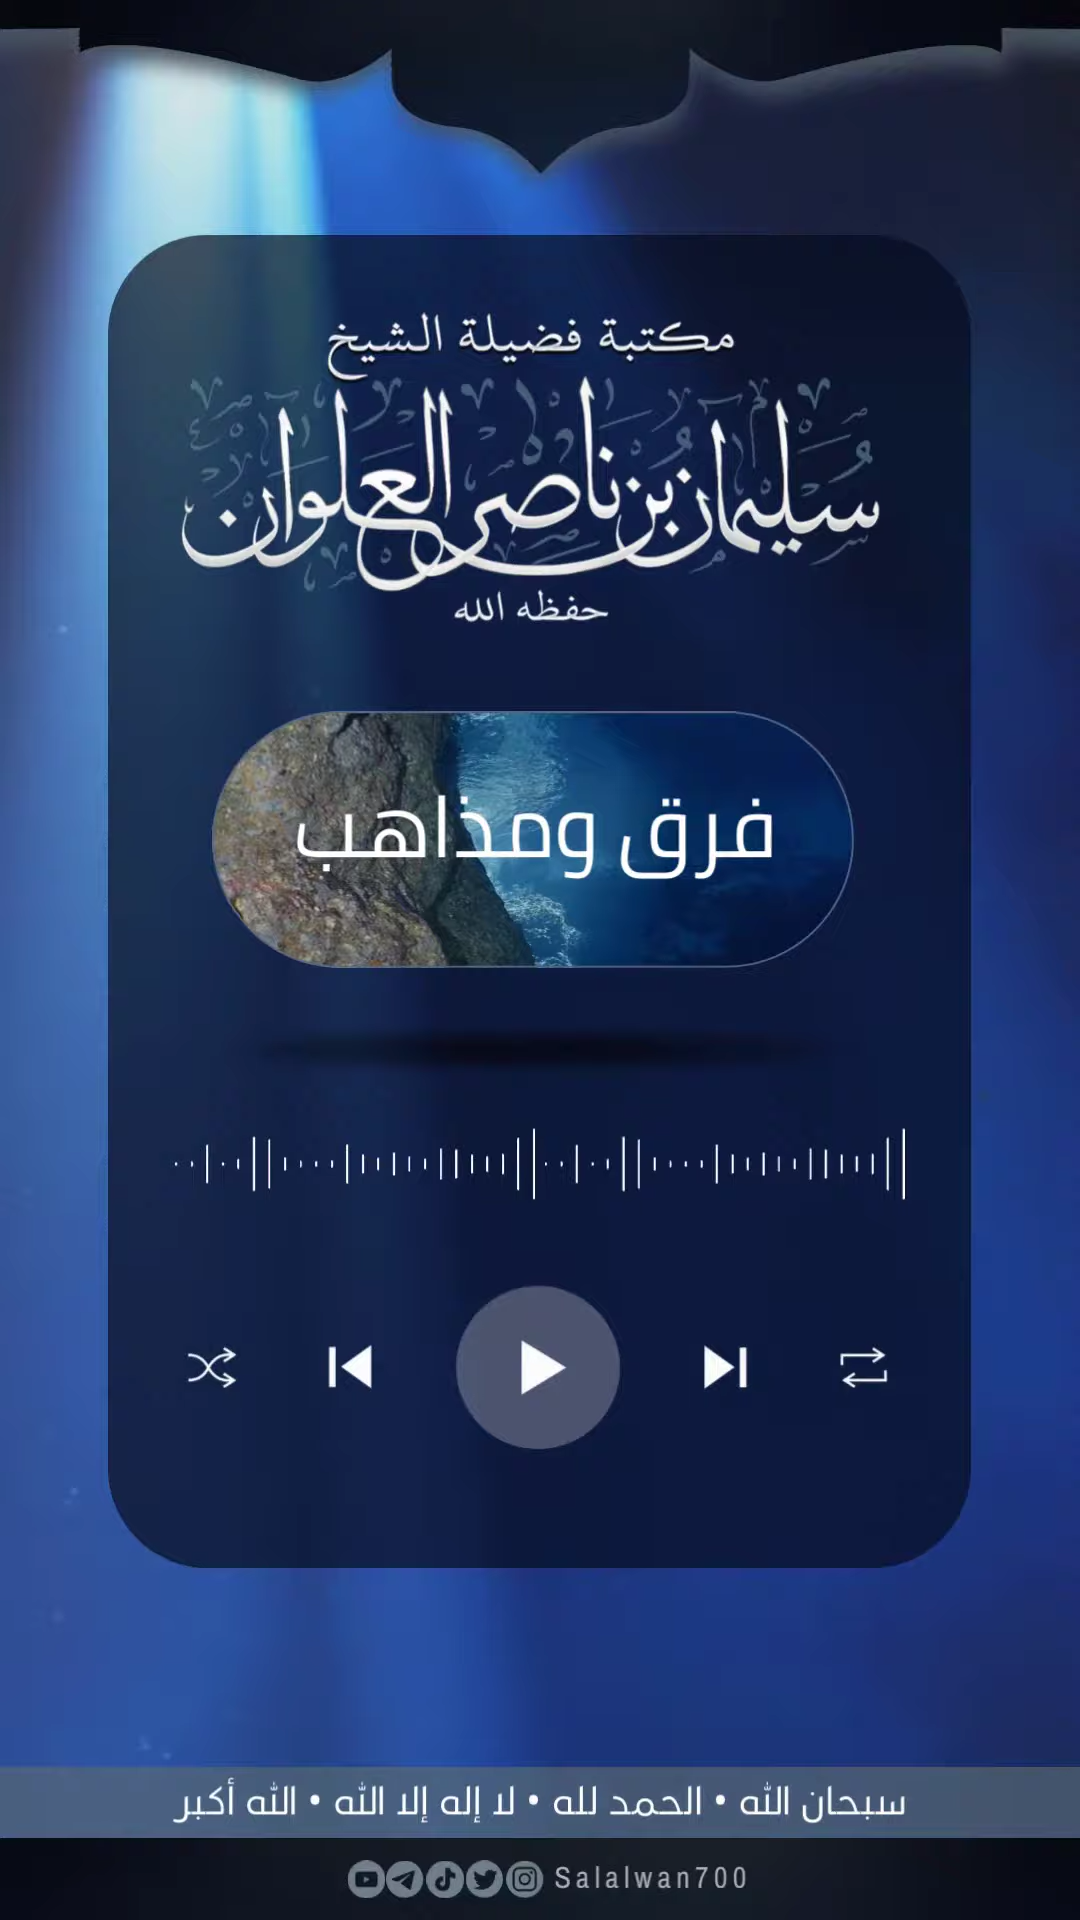 مكتبة فضيلة الشيخ
سليمان بن ناصر العلوان
حفظه الله
فرق ومذاهب
سبحان الله • الحمد لله • لا إله إلا الله • الله أكبر
Salalwan700